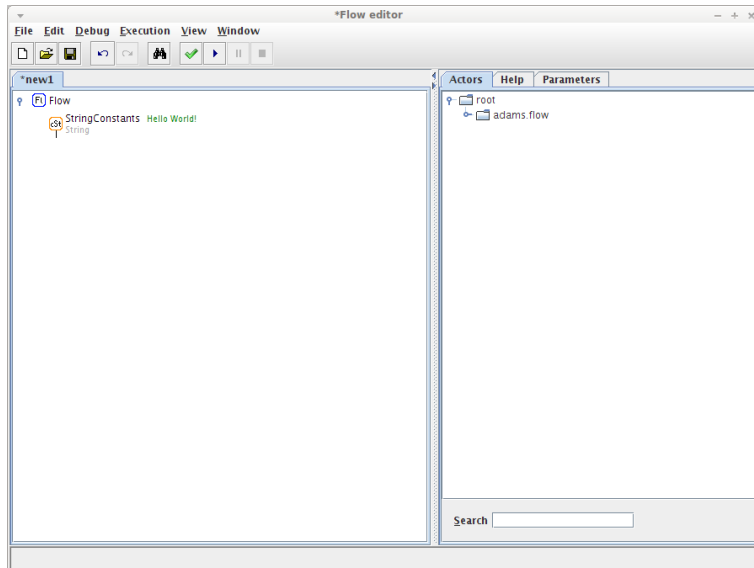 *Flow editor
File Edit Debug Execution View Window
*new1
Fl Flow
cSt StringConstants Hello World!
String
Actors Help Parameters
root
adams.flow
Search